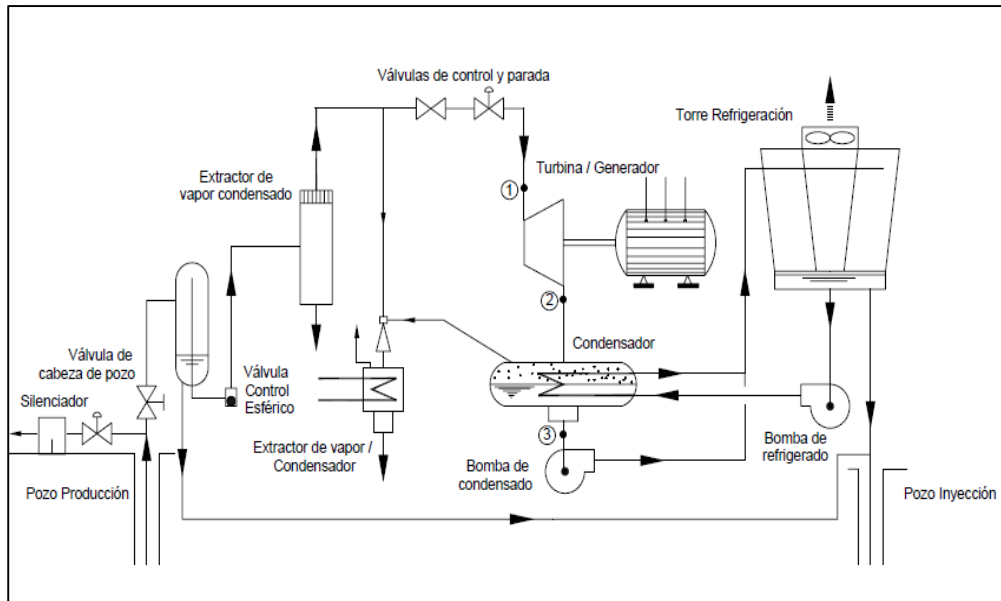 Válvulas de control y parada
Torre Refrigeración
Extractor de
vapor condensado
1
Turbina / Generador
2
Condensador
Válvula de
cabeza de pozo
Silenciador
Válvula
Control
Esférico
3
Bomba de
refrigerado
Extractor de vapor /
Condensador
Bomba de
condensado
Pozo Producción
Pozo Inyección